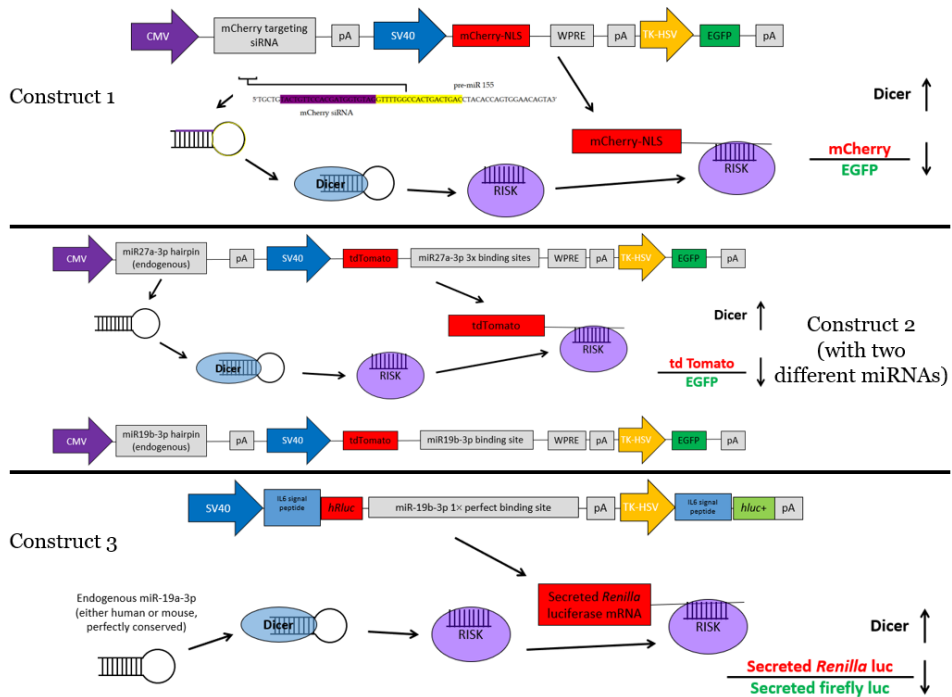 CMV
mCherry targeting
siRNA
pA
SV40
mCherry-NLS
WPRE
pA
TK-HSV
EGFP
pA
Construct 1
pre-miR 155
mCherry siRNA
Dicer
RISK
mCherry-NLS
RISK
Dicer
mCherry
EGFP
CMV
miR27a-3p hairpin
(endogenous)
pA
SV40
tdTomato
miR27a-3p 3x binding sites
WPRE
pA
TK-HSV
EGFP
pA
Dicer
RISK
tdTomato
RISK
Dicer
td Tomato
EGFP
Construct 2
(with two
different miRNAs)
CMV
miR19b-3p hairpin
(endogenous)
pA
SV40
tdTomato
miR19b-3p binding site
WPRE
pA
TK-HSV
EGFP
pA
SV40
IL6 signal
peptide
hRluc
miR-19b-3p 1× perfect binding site
pA
TK-HSV
IL6 signal
peptide
hluc+
pA
Construct 3
Endogenous miR-19a-3p
(either human or mouse,
perfectly conserved)
Dicer
RISK
Secreted Renilla
luciferase mRNA
RISK
Dicer
Secreted Renilla luc
Secreted firefly luc